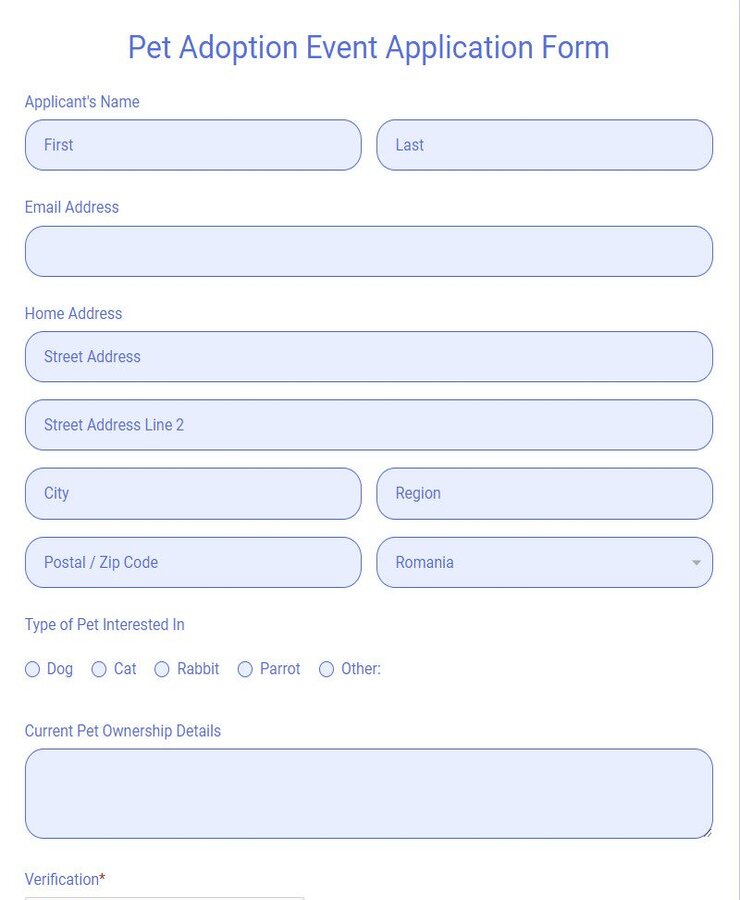 Pet Adoption Event Application Form
Applicant's Name
First Last
Email Address
Home Address
Street Address
Street Address Line 2
City Region
Postal / Zip Code Romania
Type of Pet Interested In
Dog Cat Rabbit Parrot Other:
Current Pet Ownership Details
Verification*